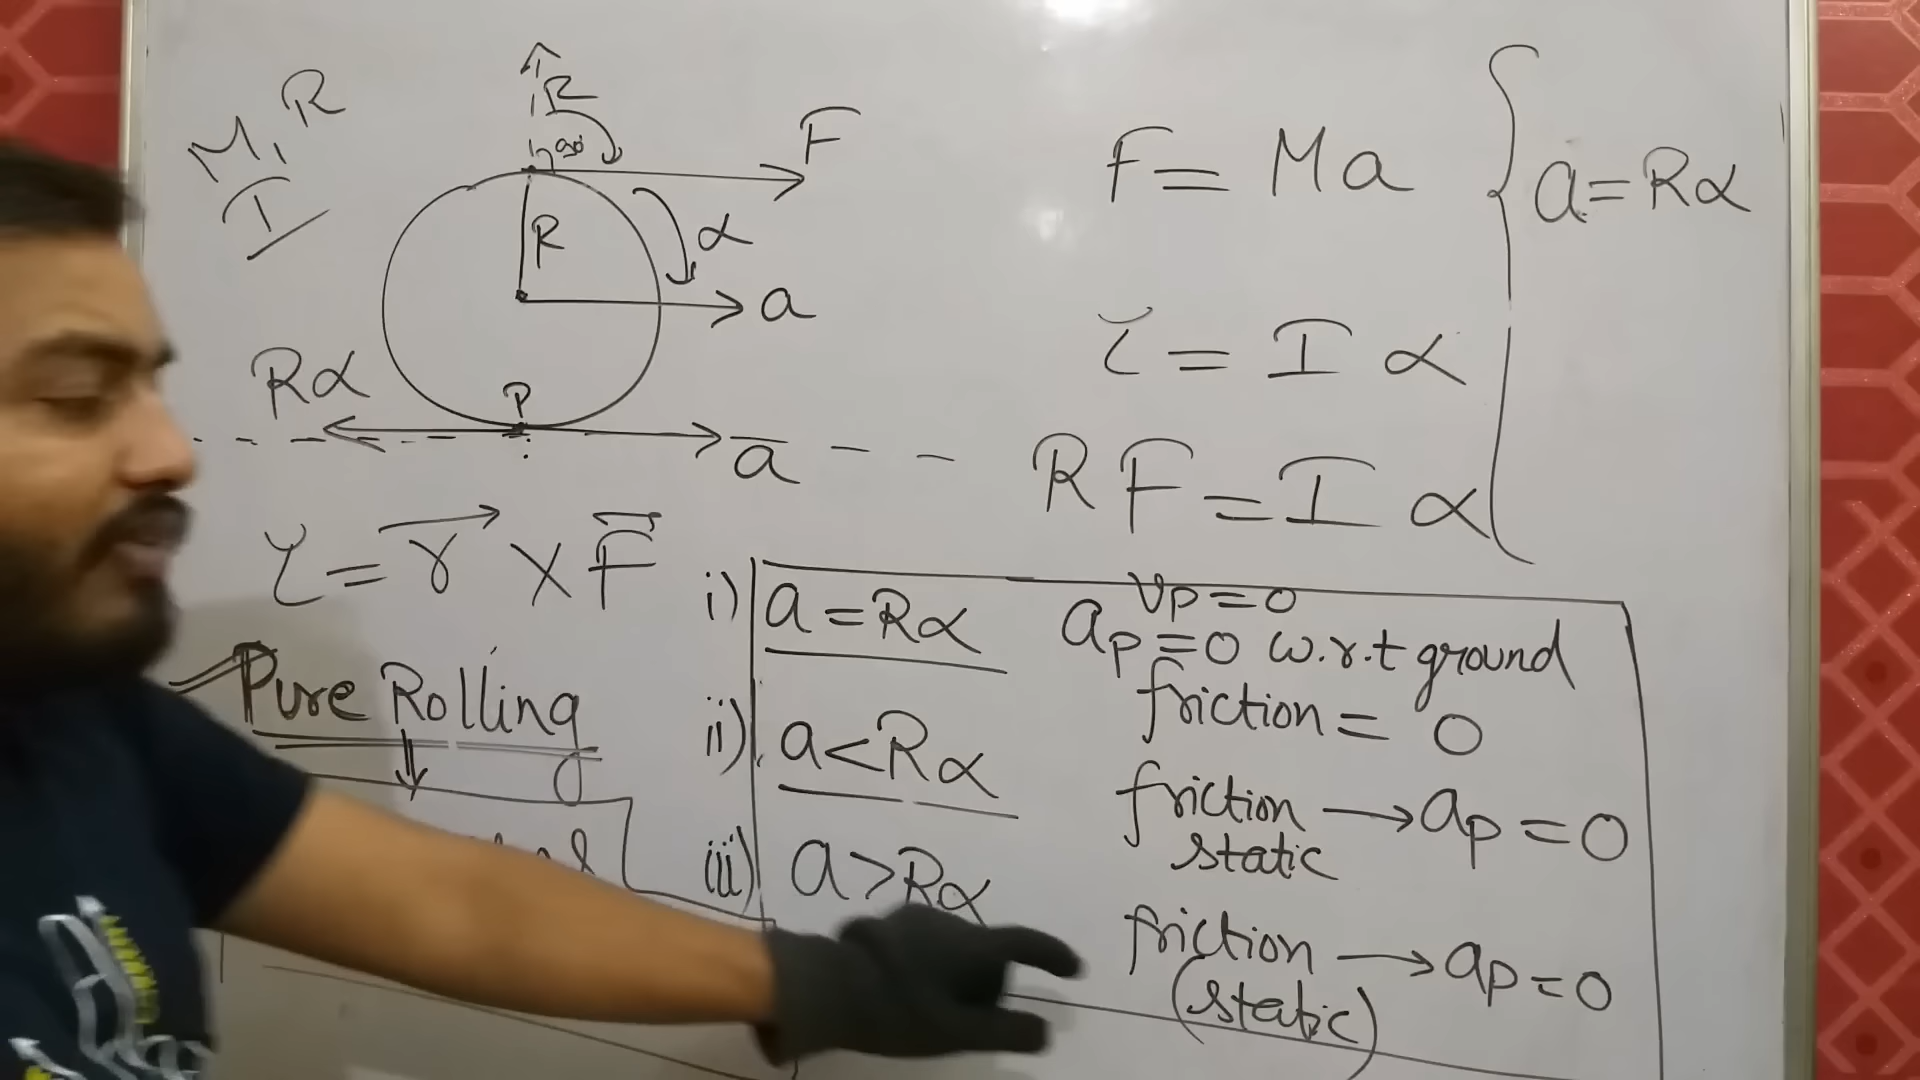 M, R
I
R
90°
F
R
α
a
Rα
P
a
τ = r × F
Pure Rolling
F = Ma
τ = I α
RF = I α
a = Rα
i) a = Rα
vp = 0
ap = 0 w.r.t ground
friction = 0
ii) a < Rα
friction → ap = 0
static
iii) a > Rα
friction → ap = 0
(static)